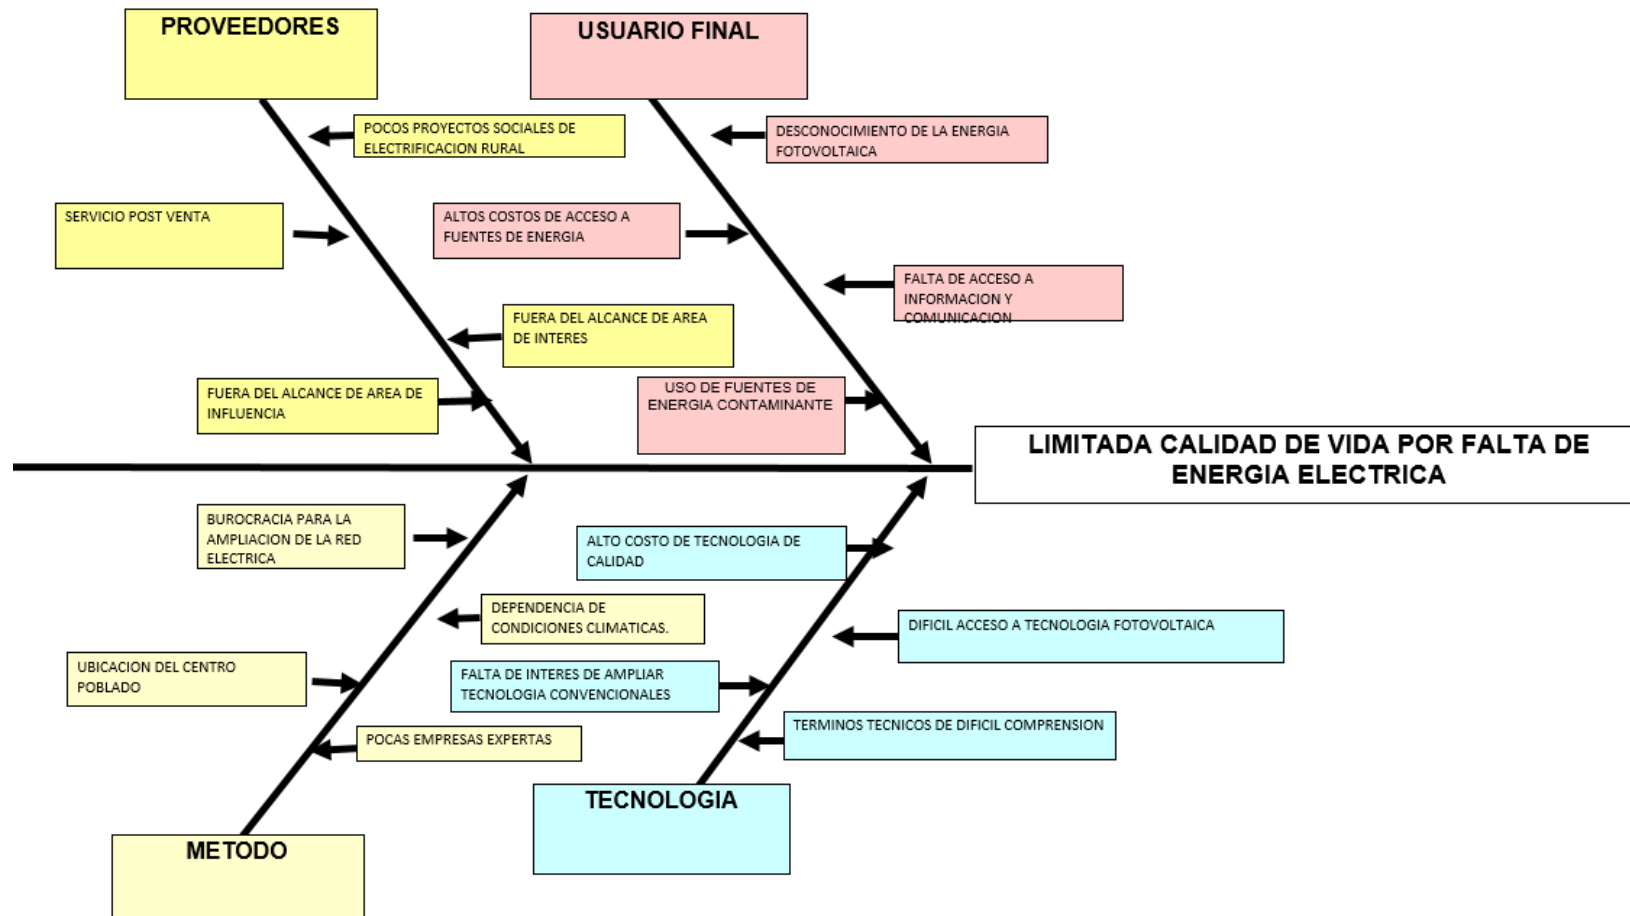 PROVEEDORES
USUARIO FINAL
POCOS PROYECTOS SOCIALES DE
ELECTRIFICACION RURAL
DESCONOCIMIENTO DE LA ENERGIA
FOTOVOLTAICA
SERVICIO POST VENTA
ALTOS COSTOS DE ACCESO A
FUENTES DE ENERGIA
FALTA DE ACCESO A
INFORMACION Y
COMUNICACION
FUERA DEL ALCANCE DE AREA
DE INTERES
FUERA DEL ALCANCE DE AREA DE
INFLUENCIA
USO DE FUENTES DE
ENERGIA CONTAMINANTE
LIMITADA CALIDAD DE VIDA POR FALTA DE
ENERGIA ELECTRICA
BUROCRACIA PARA LA
AMPLIACION DE LA RED
ELECTRICA
ALTO COSTO DE TECNOLOGIA DE
CALIDAD
DEPENDENCIA DE
CONDICIONES CLIMATICAS.
DIFICIL ACCESO A TECNOLOGIA FOTOVOLTAICA
UBICACION DEL CENTRO
POBLADO
FALTA DE INTERES DE AMPLIAR
TECNOLOGIA CONVENCIONALES
TERMINOS TECNICOS DE DIFICIL COMPRENSION
POCAS EMPRESAS EXPERTAS
TECNOLOGIA
METODO